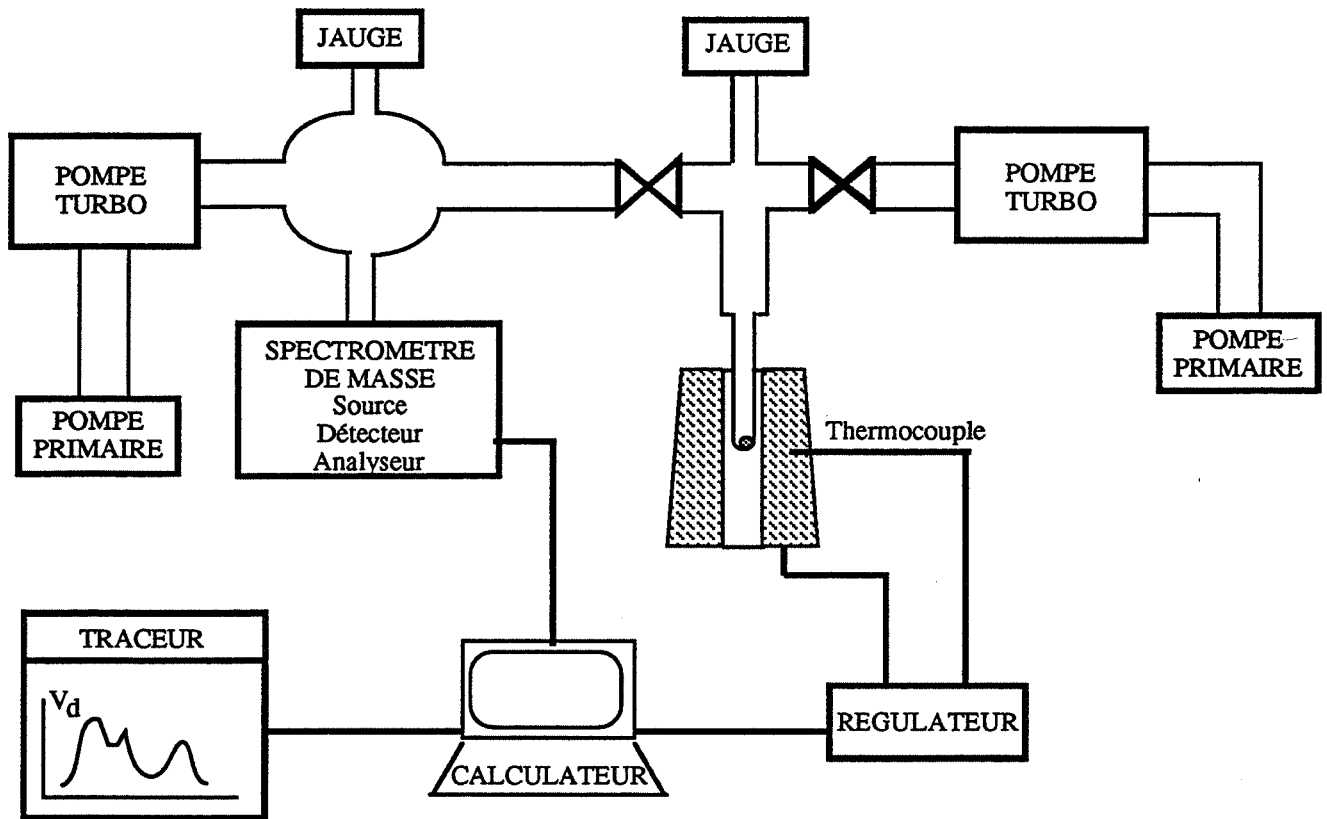 JAUGE
JAUGE
POMPE
TURBO
POMPE
TURBO
SPECTROMETRE
DE MASSE
Source
Détecteur
Analyseur
POMPE
PRIMAIRE
POMPE
PRIMAIRE
Thermocouple
TRACEUR
Vd
CALCULATEUR
REGULATEUR